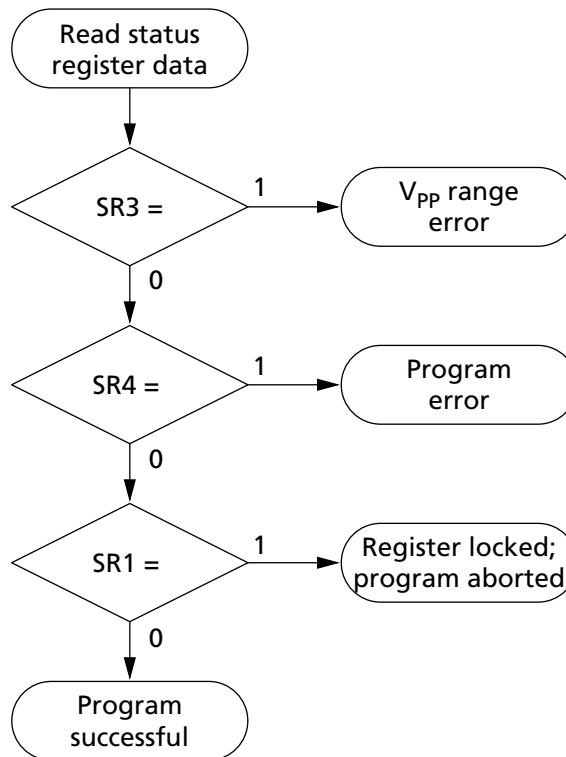 Read status
register data
SR3 =
1
V_PP range
error
0
SR4 =
1
Program
error
0
SR1 =
1
Register locked;
program aborted
0
Program
successful